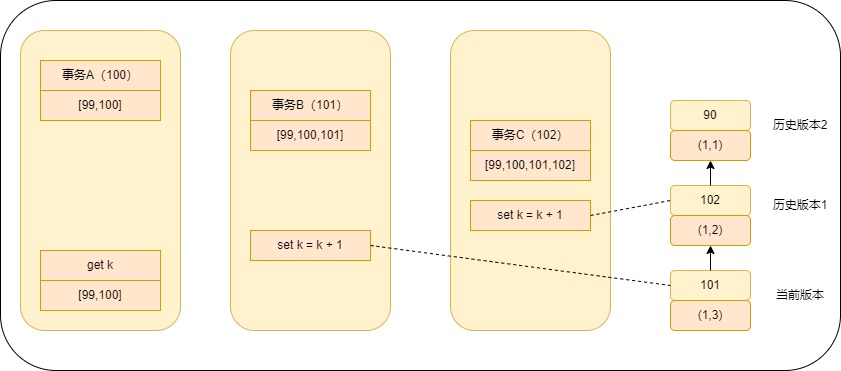 事务A（100）
[99,100]
get k
[99,100]
事务B（101）
[99,100,101]
set k = k + 1
事务C（102）
[99,100,101,102]
set k = k + 1
90
(1,1)
历史版本2
102
(1,2)
历史版本1
101
(1,3)
当前版本